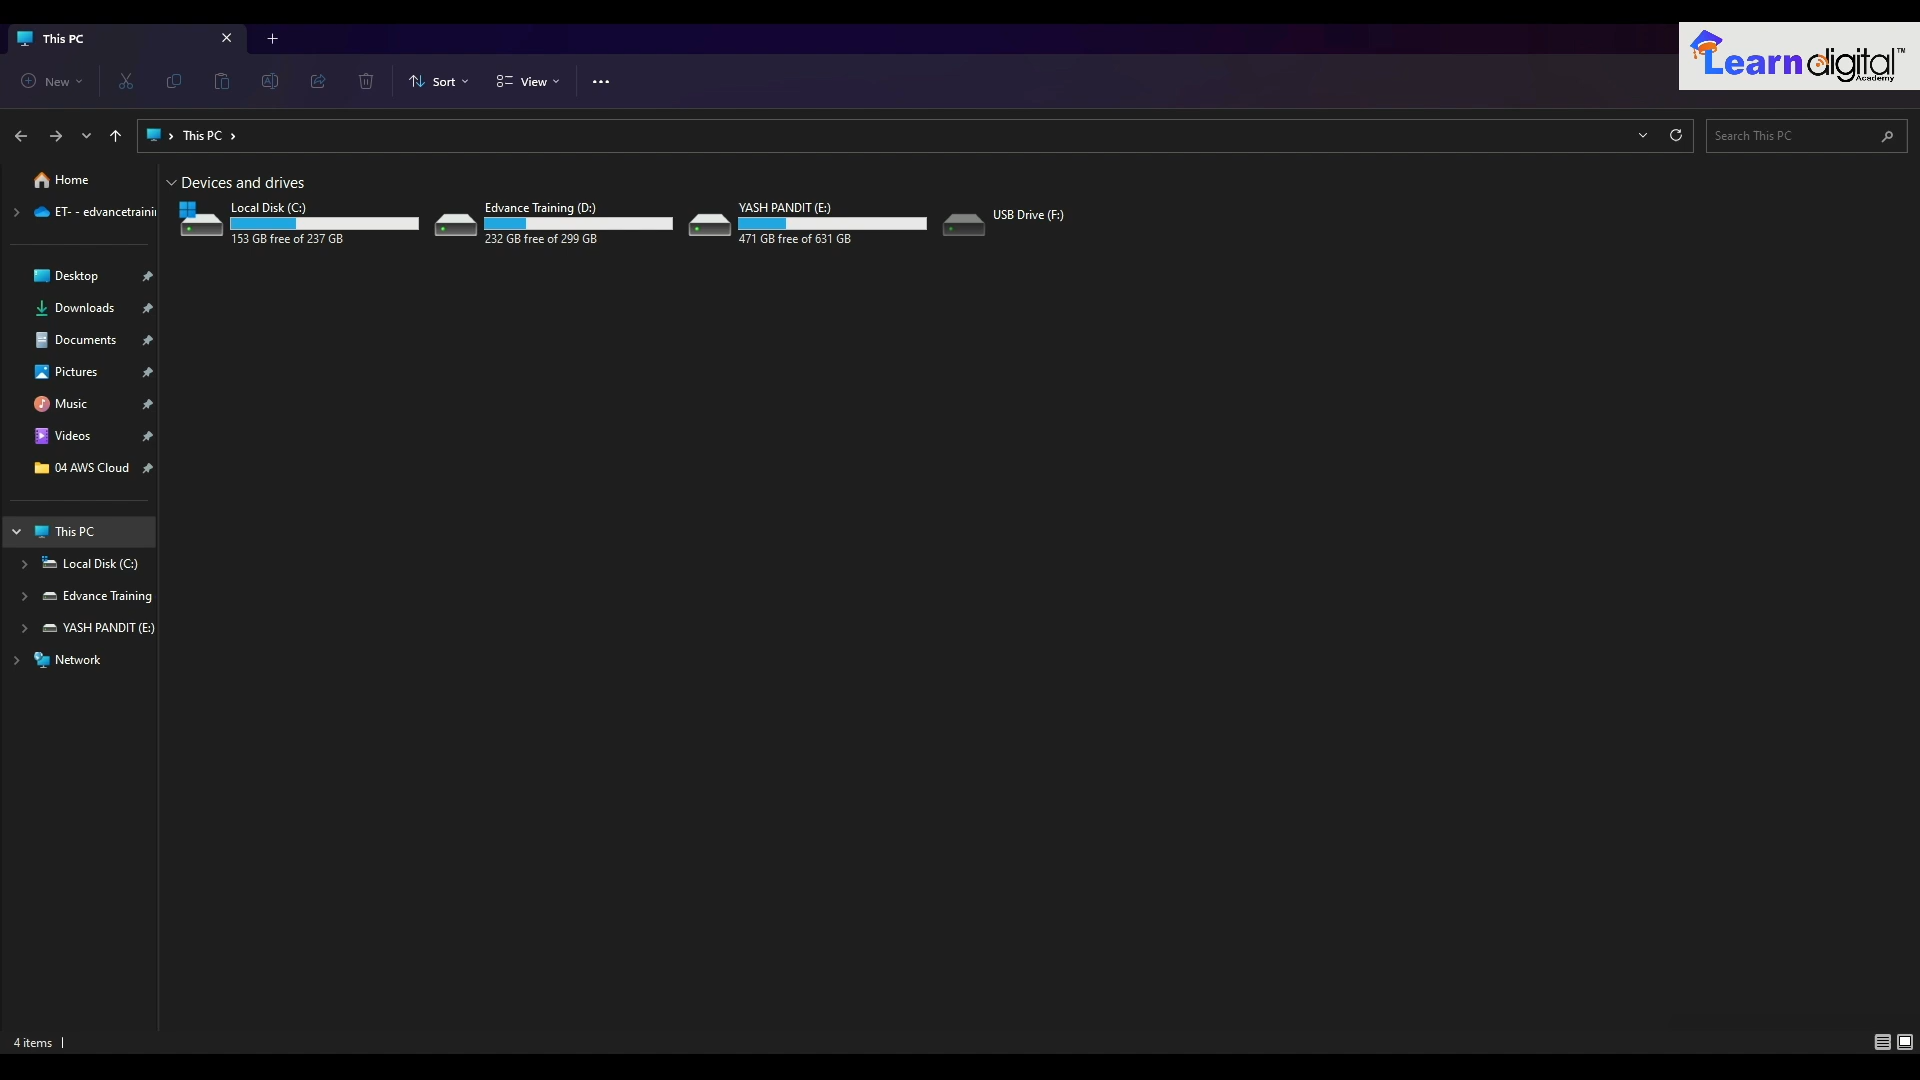 This PC
Learn digital™
Academy
New
Sort
View
This PC
Search This PC
Home
ET- - edvancetraini
Desktop
Downloads
Documents
Pictures
Music
Videos
04 AWS Cloud
This PC
Local Disk (C:)
Edvance Training
YASH PANDIT (E:)
Network
Devices and drives
Local Disk (C:)
153 GB free of 237 GB
Edvance Training (D:)
232 GB free of 299 GB
YASH PANDIT (E:)
471 GB free of 631 GB
USB Drive (F:)
4 items